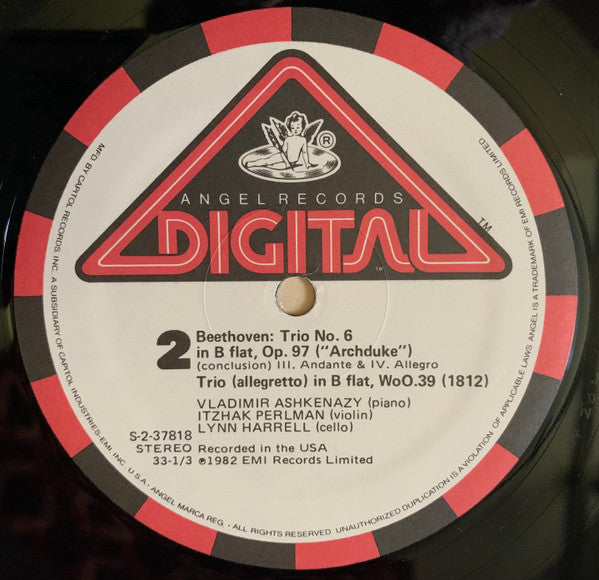 ®
ANGEL RECORDS
DIGITAL
TM
TM
2
Beethoven: Trio No. 6
in B flat, Op. 97 ("Archduke")
(conclusion) III. Andante & IV. Allegro
Trio (allegretto) in B flat, WoO.39 (1812)
VLADIMIR ASHKENAZY (piano)
ITZHAK PERLMAN (violin)
LYNN HARRELL (cello)
S-2-37818
STEREO Recorded in the USA
33-1/3 ℗1982 EMI Records Limited
MFD. BY CAPITOL RECORDS, INC. A SUBSIDIARY OF CAPITOL INDUSTRIES-EMI, INC. U.S.A. • ANGEL MARCA REG. • ALL RIGHTS RESERVED. UNAUTHORIZED DUPLICATION IS A VIOLATION OF APPLICABLE LAWS ANGEL IS A TRADEMARK OF EMI RECORDS LIMITED